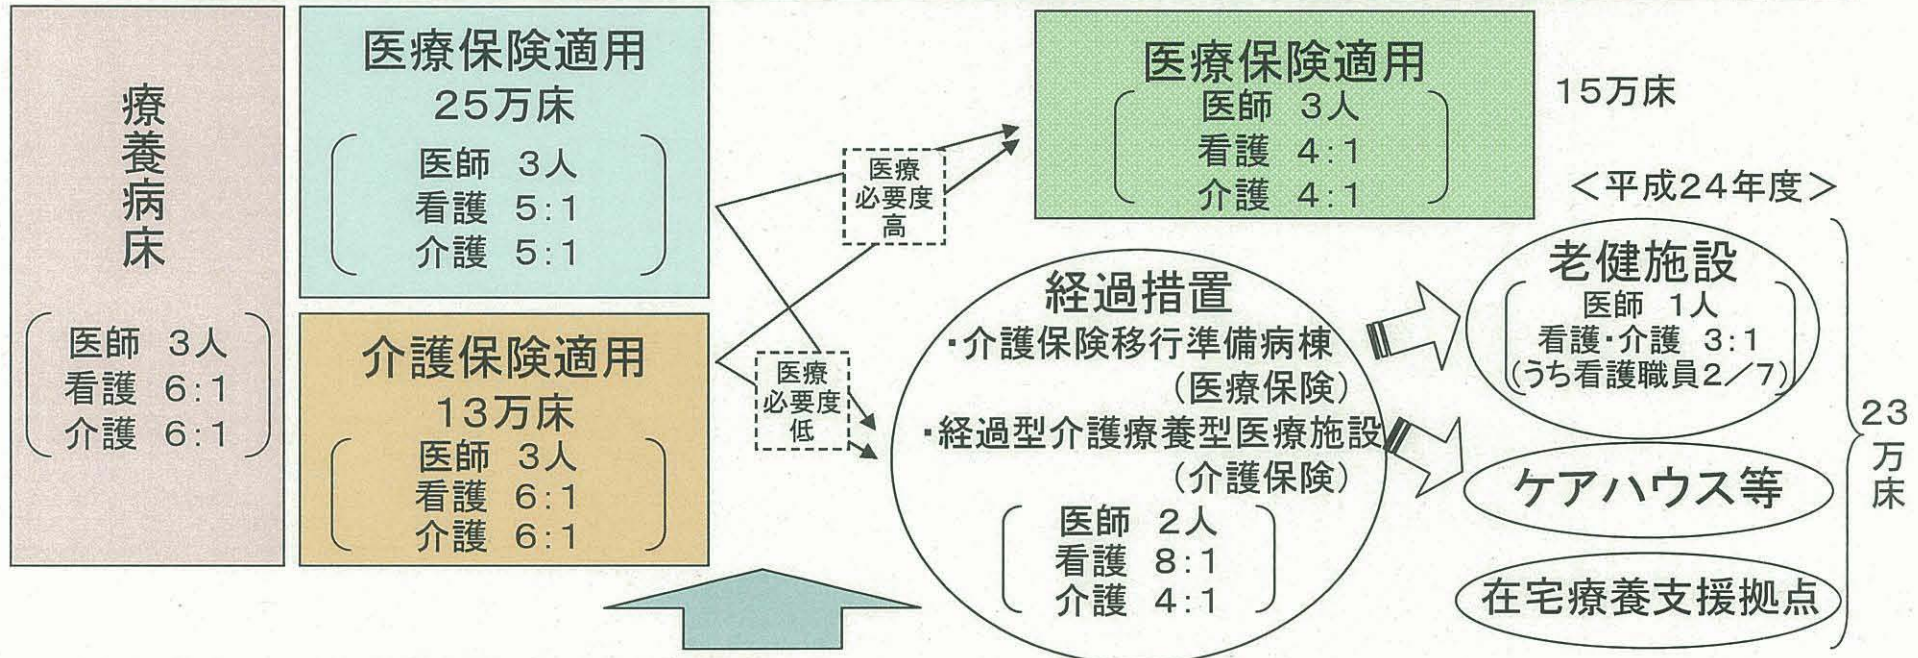 療養病床
医師 3人
看護 6:1
介護 6:1
医療保険適用
25万床
医師 3人
看護 5:1
介護 5:1
介護保険適用
13万床
医師 3人
看護 6:1
介護 6:1
医療
必要度
高
医療
必要度
低
医療保険適用
医師 3人
看護 4:1
介護 4:1
15万床
<平成24年度>
経過措置
・介護保険移行準備病棟
(医療保険)
・経過型介護療養型医療施設
(介護保険)
医師 2人
看護 8:1
介護 4:1
老健施設
医師 1人
看護・介護 3:1
(うち看護職員2/7)
ケアハウス等
在宅療養支援拠点
23
万
床